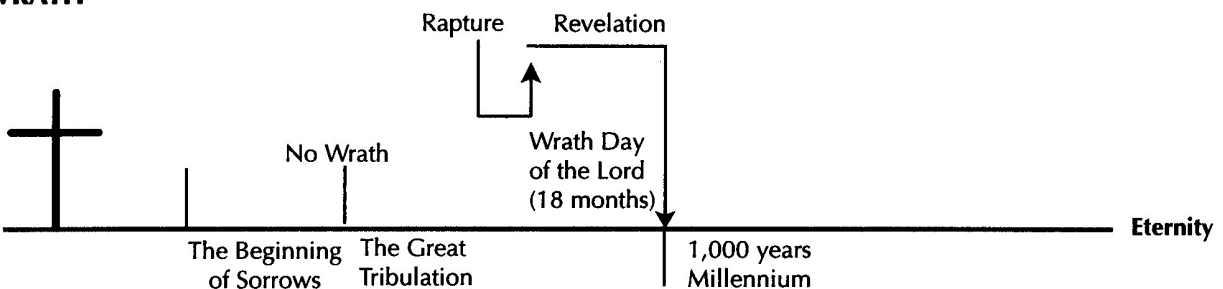 Rapture
Revelation
No Wrath
Wrath Day
of the Lord
(18 months)
Eternity
The Beginning
of Sorrows
The Great
Tribulation
1,000 years
Millennium